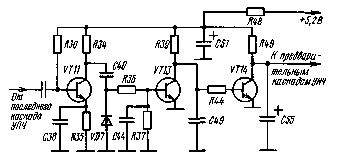 R48
+5,2В
R30
R34
R38
C51
R49
К предвари-
тельным
каскадам УНЧ
VT11
C40
VT13
VT14
От
последнего
каскада
УПЧ
R36
R44
C38
R35
VD7
C44
R37
C49
C55